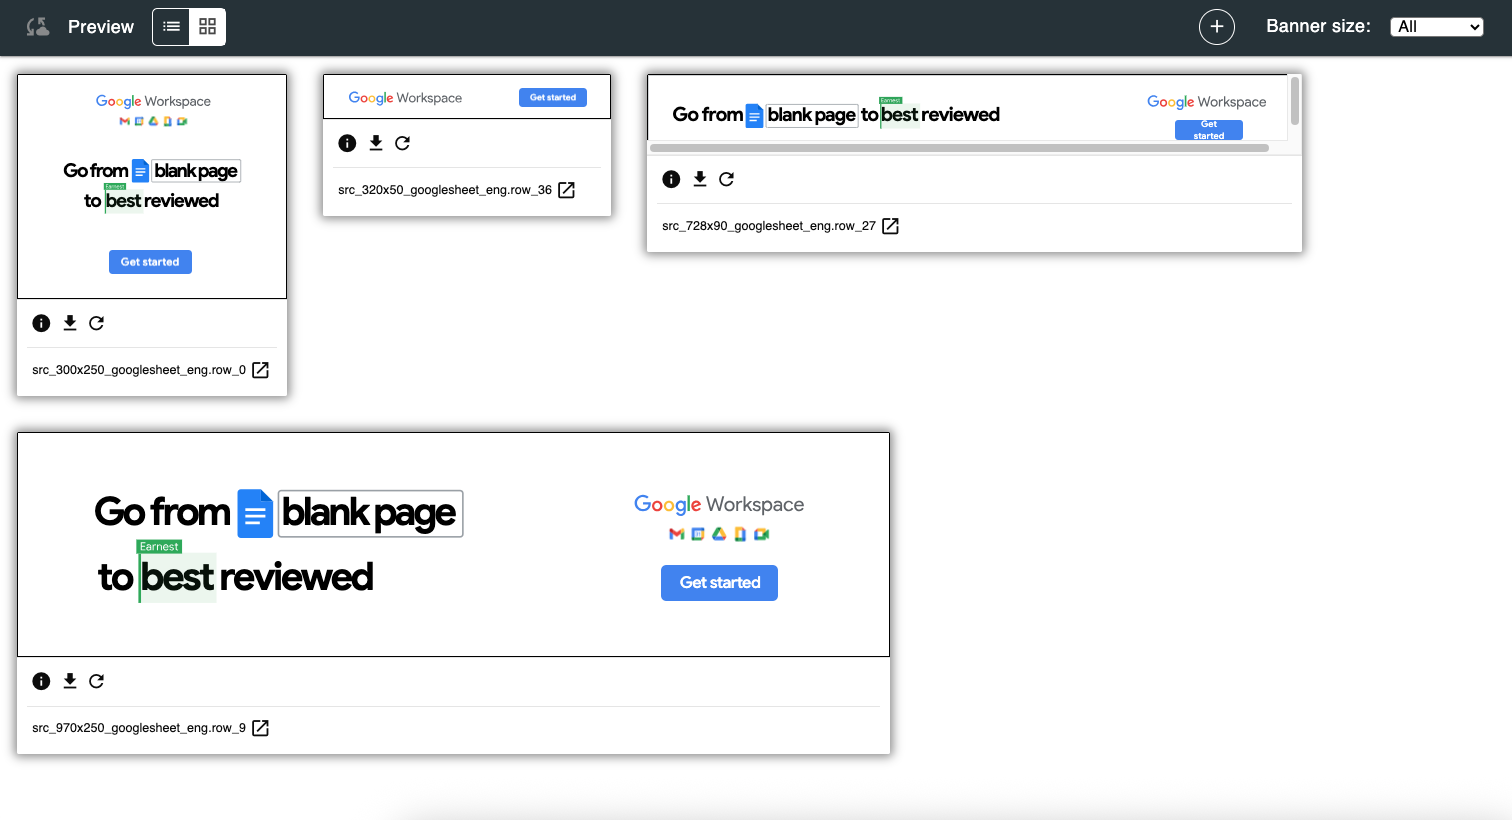 Preview
Banner size: All
Google Workspace
Go from blank page
Earnest
to best reviewed
Get started
src_300x250_googlesheet_eng.row_0
Google Workspace
Get started
src_320x50_googlesheet_eng.row_36
Earnest
Go from blank page to best reviewed
Google Workspace
Get
started
src_728x90_googlesheet_eng.row_27
Go from blank page
Earnest
to best reviewed
Google Workspace
Get started
src_970x250_googlesheet_eng.row_9